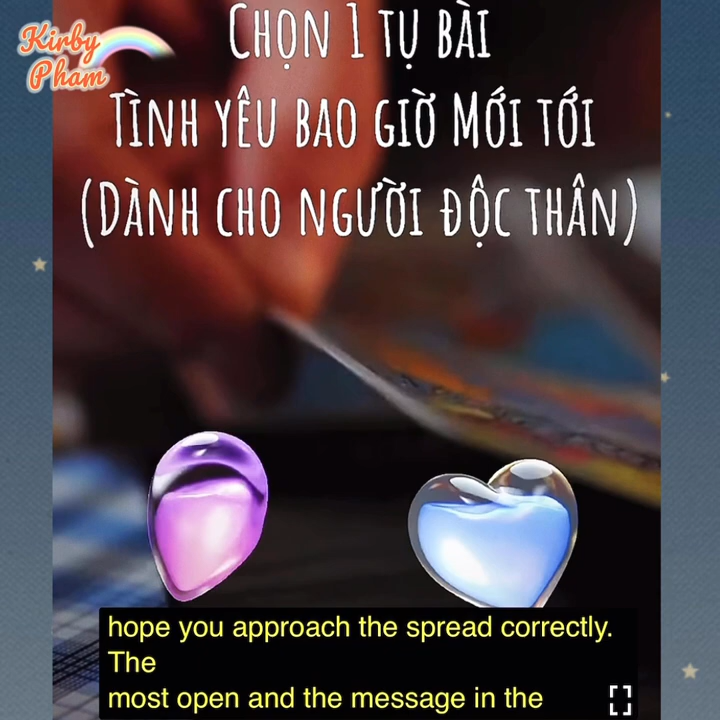 Kirby
Pham
CHỌN 1 TỤ BÀI
TÌNH YÊU BAO GIỜ MỚI TỚI
(DÀNH CHO NGƯỜI ĐỘC THÂN)
hope you approach the spread correctly.
The
most open and the message in the